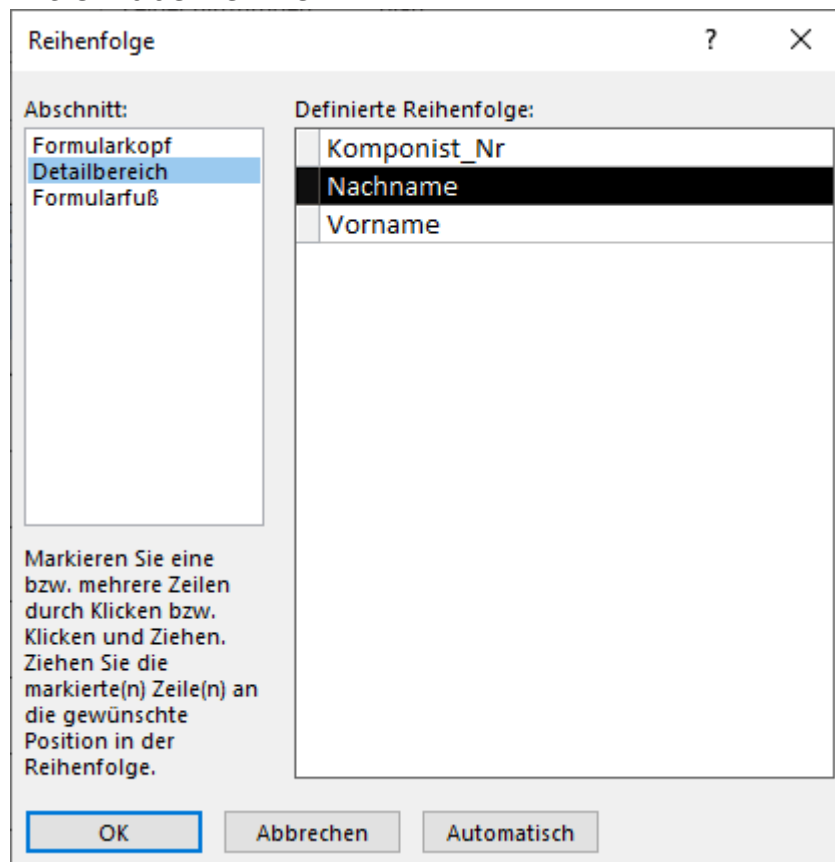 Reihenfolge
?
Abschnitt:
Definierte Reihenfolge:
Formularkopf
Detailbereich
Formularfuß
Komponist_Nr
Nachname
Vorname
Markieren Sie eine
bzw. mehrere Zeilen
durch Klicken bzw.
Klicken und Ziehen.
Ziehen Sie die
markierte(n) Zeile(n) an
die gewünschte
Position in der
Reihenfolge.
OK
Abbrechen
Automatisch